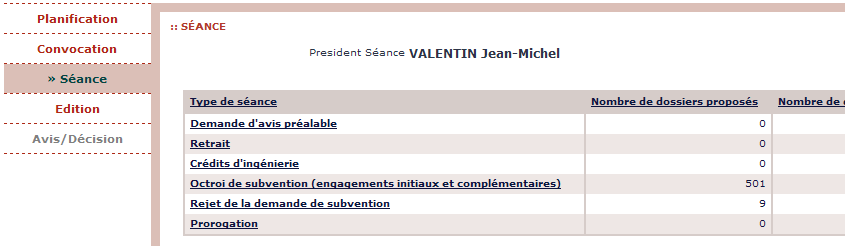 Planification
Convocation
» Séance
Edition
Avis/Décision
:: SÉANCE
President Séance VALENTIN Jean-Michel
Type de séance Nombre de dossiers proposés Nombre de
Demande d'avis préalable 0
Retrait 0
Crédits d'ingénierie 0
Octroi de subvention (engagements initiaux et complémentaires) 501
Rejet de la demande de subvention 9
Prorogation 0